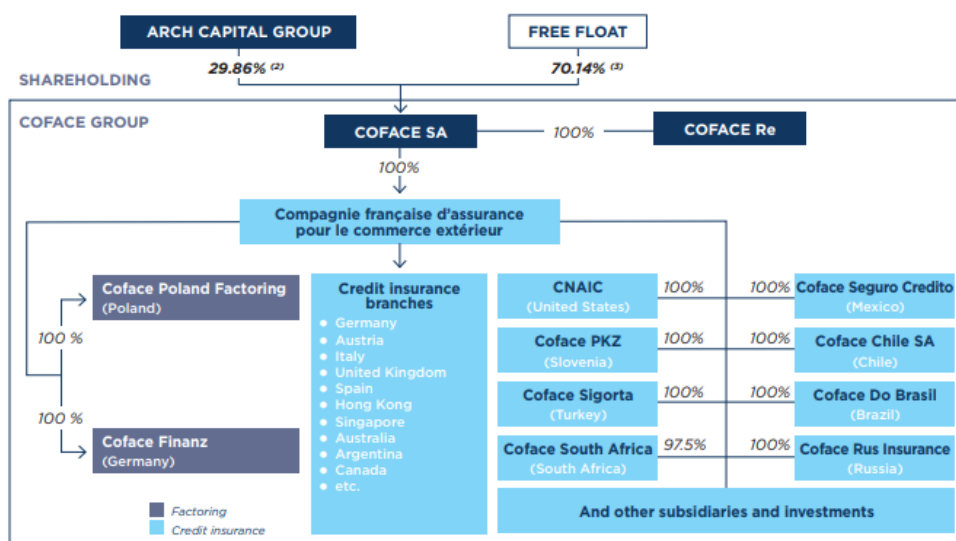 ARCH CAPITAL GROUP
FREE FLOAT
29.86% (2)
70.14% (3)
SHAREHOLDING
COFACE GROUP
COFACE SA
100%
COFACE Re
100%
Compagnie française d'assurance
pour le commerce extérieur
Coface Poland Factoring
(Poland)
100 %
100 %
Coface Finanz
(Germany)
Credit insurance
branches
• Germany
• Austria
• Italy
• United Kingdom
• Spain
• Hong Kong
• Singapore
• Australia
• Argentina
• Canada
• etc.
CNAIC
(United States)
100%
100%
Coface Seguro Credito
(Mexico)
Coface PKZ
(Slovenia)
100%
100%
Coface Chile SA
(Chile)
Coface Sigorta
(Turkey)
100%
100%
Coface Do Brasil
(Brazil)
Coface South Africa
(South Africa)
97.5%
100%
Coface Rus Insurance
(Russia)
And other subsidiaries and investments
Factoring
Credit insurance